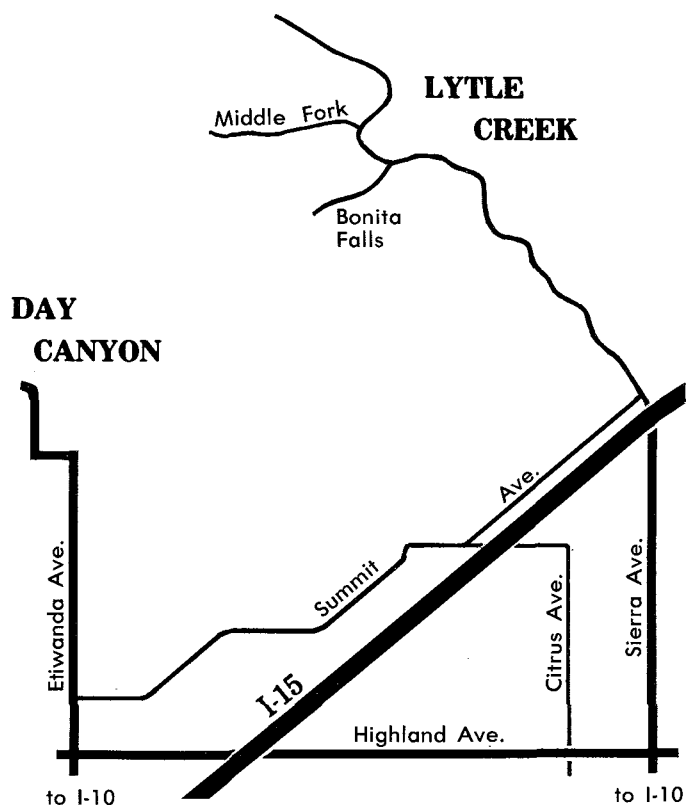 LYTLE
CREEK
Middle Fork
Bonita
Falls
DAY
CANYON
Ave.
Summit
Etiwanda Ave.
Citrus Ave.
Sierra Ave.
I-15
Highland Ave.
to I-10
to I-10